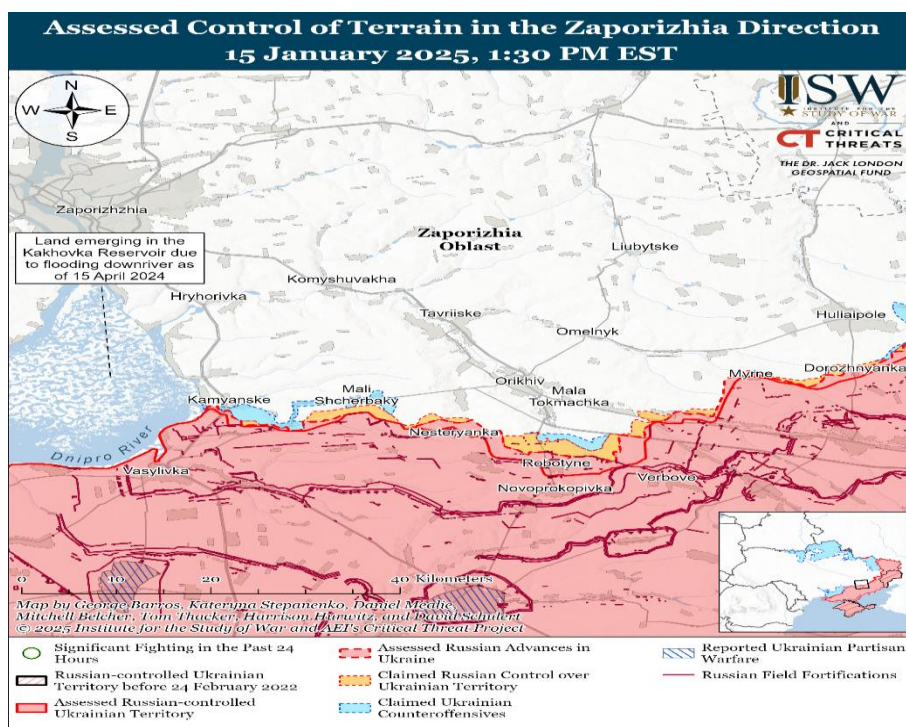 Assessed Control of Terrain in the Zaporizhia Direction
15 January 2025, 1:30 PM EST
N
W E
S
ISW
INSTITUTE FOR THE
STUDY OF WAR
AND
CT CRITICAL
THREATS
THE DR. JACK LONDON
GEOSPATIAL FUND
Zaporizhzhia
Land emerging in the
Kakhovka Reservoir due
to flooding downriver as
of 15 April 2024
Zaporizhia
Oblast
Liubytske
Komyshuvakha
Hryhorivka
Tavriiske
Huliaipole
Omelnyk
Orikhiv
Myrne
Dorozhnyanka
Kamyanske
Mali
Shcherbaky
Mala
Tokmachka
Nesteryanka
Dnipro River
Vasylivka
Robotyne
Novoprokopivka
Verbove
0 10 20 40 Kilometers
Map by George Barros, Kateryna Stepanenko, Daniel Mealie,
Mitchell Belcher, Tom Thacker, Harrison Hurwitz, and David Schulert
© 2025 Institute for the Study of War and AEI's Critical Threat Project
Significant Fighting in the Past 24
Hours
Russian-controlled Ukrainian
Territory before 24 February 2022
Assessed Russian-controlled
Ukrainian Territory
Assessed Russian Advances in
Ukraine
Claimed Russian Control over
Ukrainian Territory
Claimed Ukrainian
Counteroffensives
Reported Ukrainian Partisan
Warfare
Russian Field Fortifications